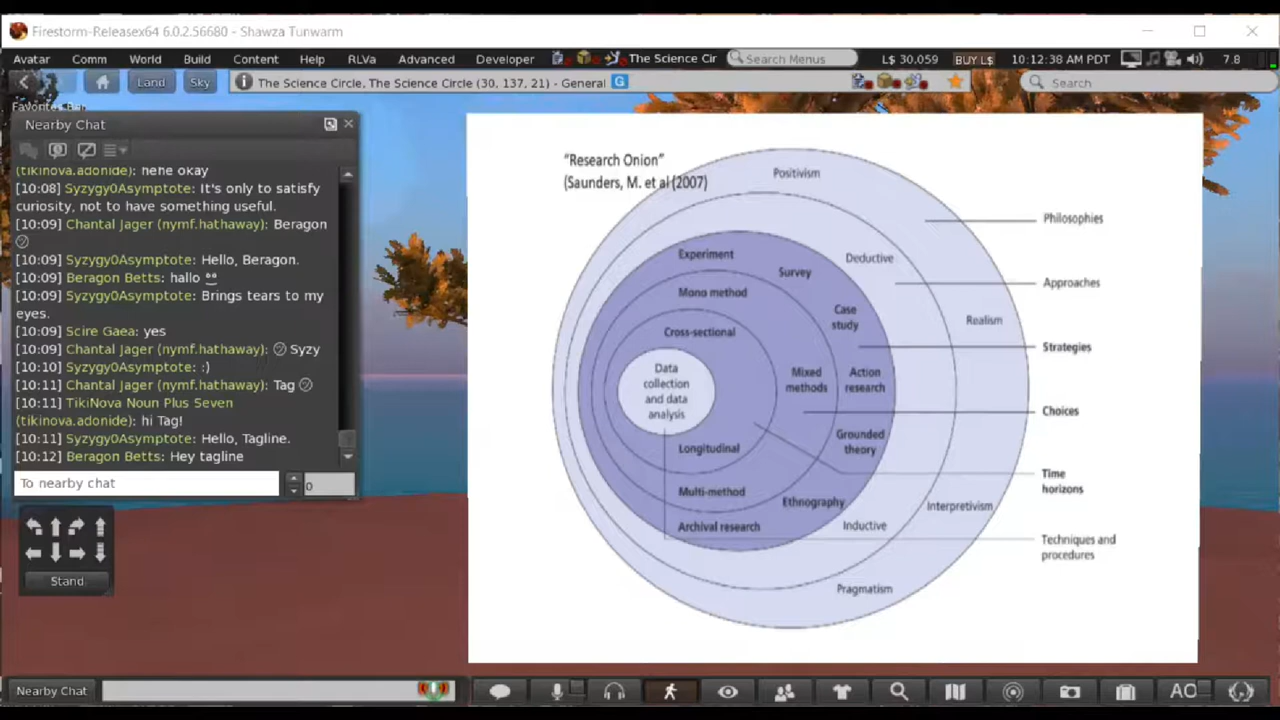 Firestorm-Releasex64 6.0.2.56680 - Shawza Tunwarm
Avatar Comm World Build Content Help RLVa Advanced Developer The Science Cir Search Menus L$ 30,059 BUY L$ 10:12:38 AM PDT 7.8
Land Sky The Science Circle, The Science Circle (30, 137, 21) - General G Search
Favorites Bar
Nearby Chat
(tikinova.adonide): hehe okay
[10:08] Syzygy0Asymptote: It's only to satisfy
curiosity, not to have something useful.
[10:09] Chantal Jager (nymf.hathaway): Beragon
[10:09] Syzygy0Asymptote: Hello, Beragon.
[10:09] Beragon Betts: hallo
[10:09] Syzygy0Asymptote: Brings tears to my
eyes.
[10:09] Scire Gaea: yes
[10:09] Chantal Jager (nymf.hathaway): ㋡ Syzy
[10:10] Syzygy0Asymptote: :)
[10:11] Chantal Jager (nymf.hathaway): Tag ㋡
[10:11] TikiNova Noun Plus Seven
(tikinova.adonide): hi Tag!
[10:11] Syzygy0Asymptote: Hello, Tagline.
[10:12] Beragon Betts: Hey tagline
To nearby chat
0
Stand
"Research Onion"
(Saunders, M. et al (2007)
Positivism
Philosophies
Experiment
Deductive
Survey
Approaches
Mono method
Case
study
Realism
Cross-sectional
Strategies
Data
collection
and data
analysis
Mixed
methods
Action
research
Choices
Longitudinal
Grounded
theory
Time
horizons
Multi-method
Ethnography
Interpretivism
Archival research
Inductive
Techniques and
procedures
Pragmatism
Nearby Chat
AO